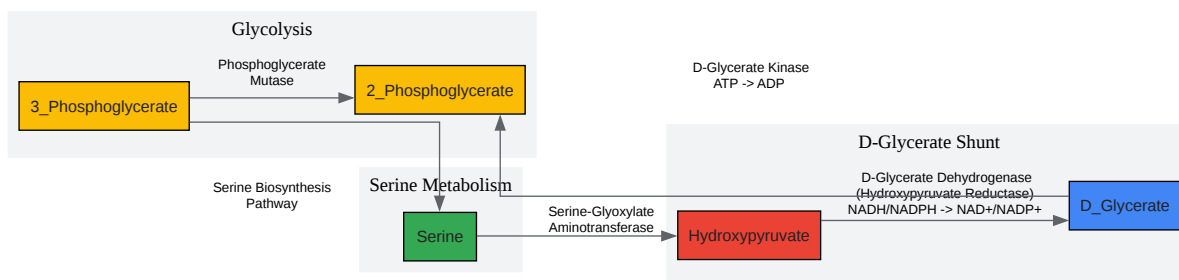 Glycolysis
Phosphoglycerate
Mutase
3_Phosphoglycerate
2_Phosphoglycerate
D-Glycerate Kinase
ATP -> ADP
D-Glycerate Shunt
Serine Biosynthesis
Pathway
Serine Metabolism
Serine
Serine-Glyoxylate
Aminotransferase
Hydroxypyruvate
D-Glycerate Dehydrogenase
(Hydroxypyruvate Reductase)
NADH/NADPH -> NAD+/NADP+
D_Glycerate